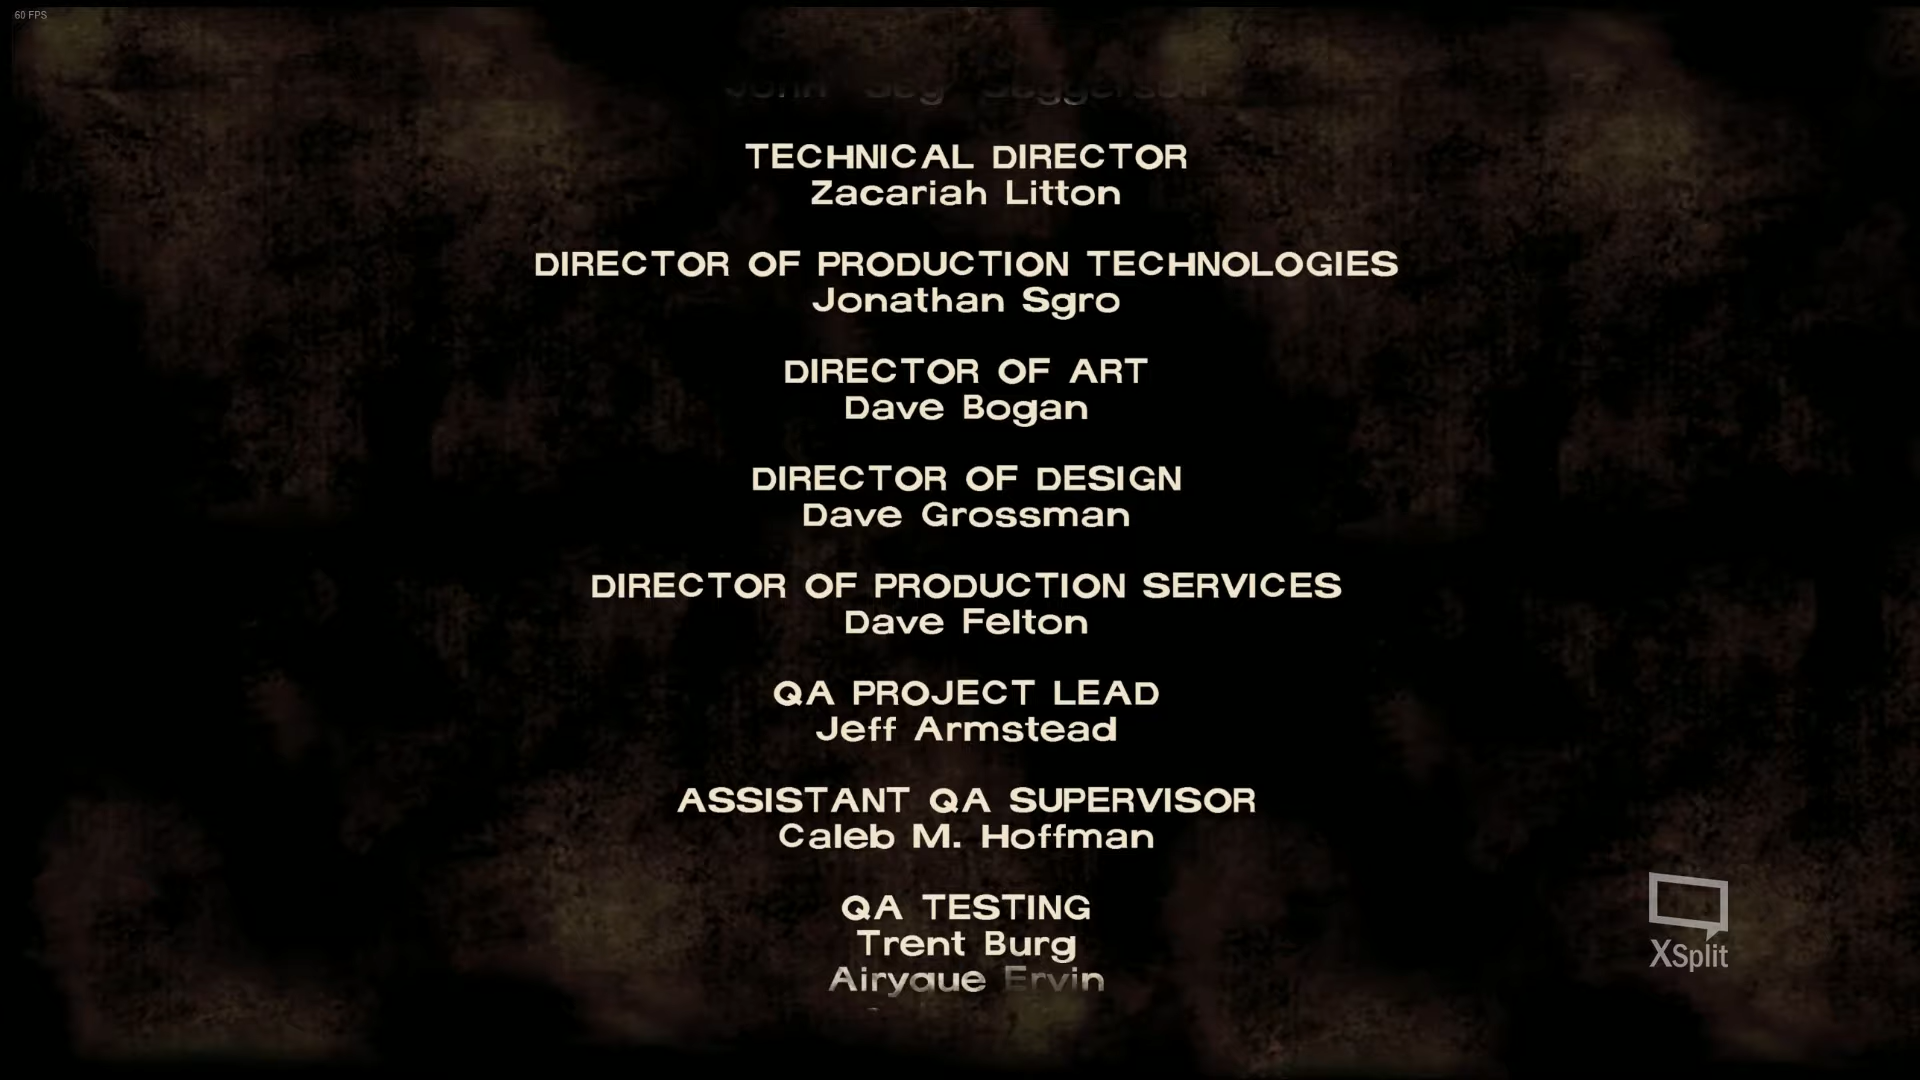 60 FPS
TECHNICAL DIRECTOR
Zacariah Litton
DIRECTOR OF PRODUCTION TECHNOLOGIES
Jonathan Sgro
DIRECTOR OF ART
Dave Bogan
DIRECTOR OF DESIGN
Dave Grossman
DIRECTOR OF PRODUCTION SERVICES
Dave Felton
QA PROJECT LEAD
Jeff Armstead
ASSISTANT QA SUPERVISOR
Caleb M. Hoffman
QA TESTING
Trent Burg
Airyque Ervin
XSplit